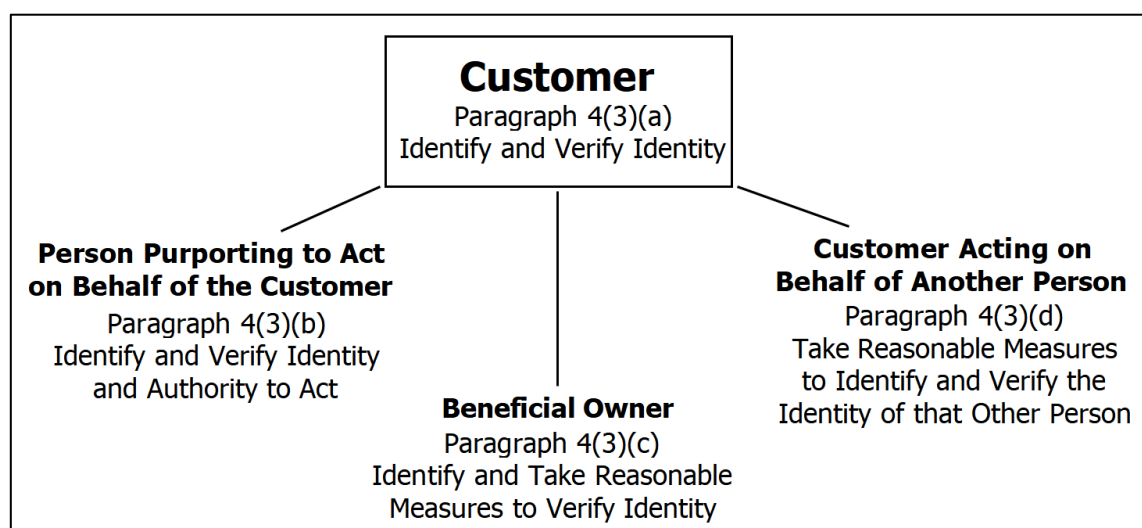 Customer
Paragraph 4(3)(a)
Identify and Verify Identity
Person Purporting to Act
on Behalf of the Customer
Paragraph 4(3)(b)
Identify and Verify Identity
and Authority to Act
Beneficial Owner
Paragraph 4(3)(c)
Identify and Take Reasonable
Measures to Verify Identity
Customer Acting on
Behalf of Another Person
Paragraph 4(3)(d)
Take Reasonable Measures
to Identify and Verify the
Identity of that Other Person